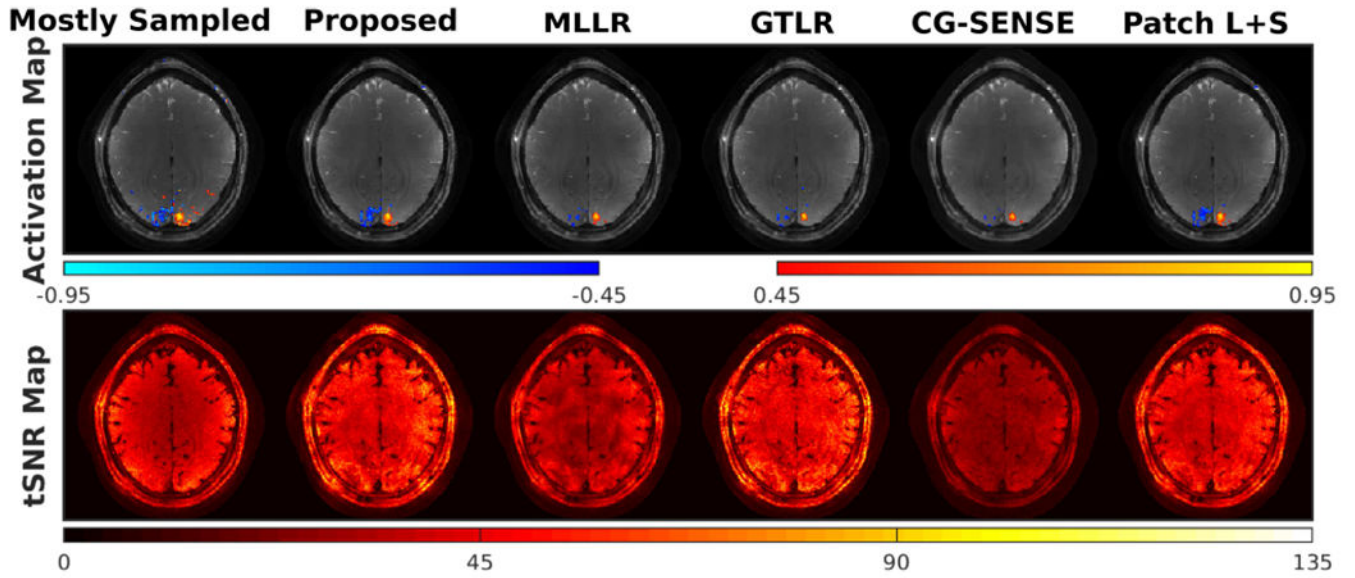 Mostly Sampled Proposed MLLR GTLR CG-SENSE Patch L+S
Activation Map
-0.95 -0.45 0.45 0.95
tSNR Map
0 45 90 135